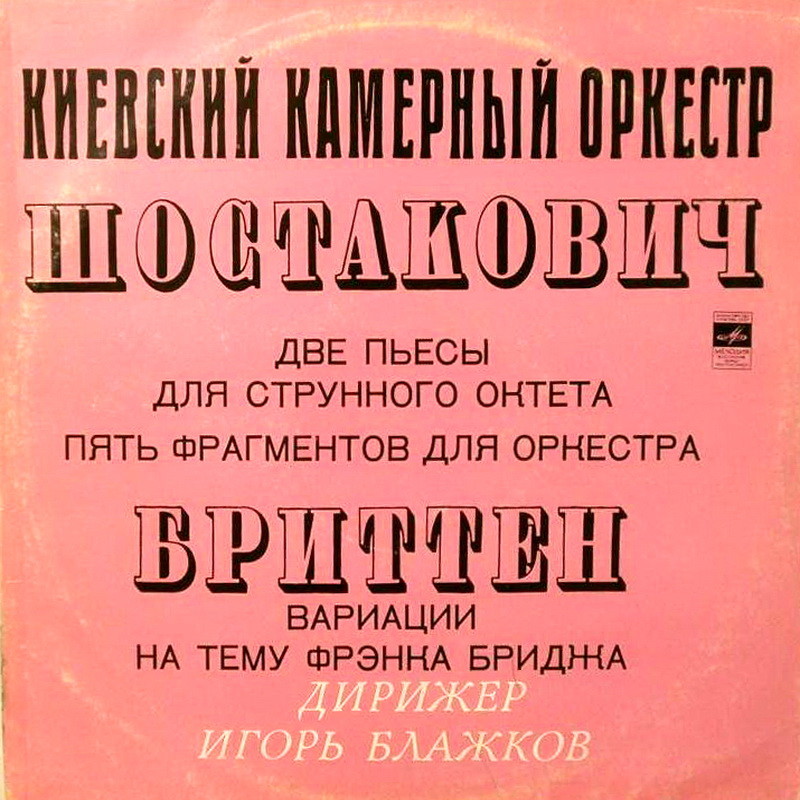 КИЕВСКИЙ КАМЕРНЫЙ ОРКЕСТР
ШОСТАКОВИЧ
ДВЕ ПЬЕСЫ
ДЛЯ СТРУННОГО ОКТЕТА
ПЯТЬ ФРАГМЕНТОВ ДЛЯ ОРКЕСТРА
МЕЛОДИЯ
БРИТТЕН
ВАРИАЦИИ
НА ТЕМУ ФРЭНКА БРИДЖА
ДИРИЖЕР
ИГОРЬ БЛАЖКОВ